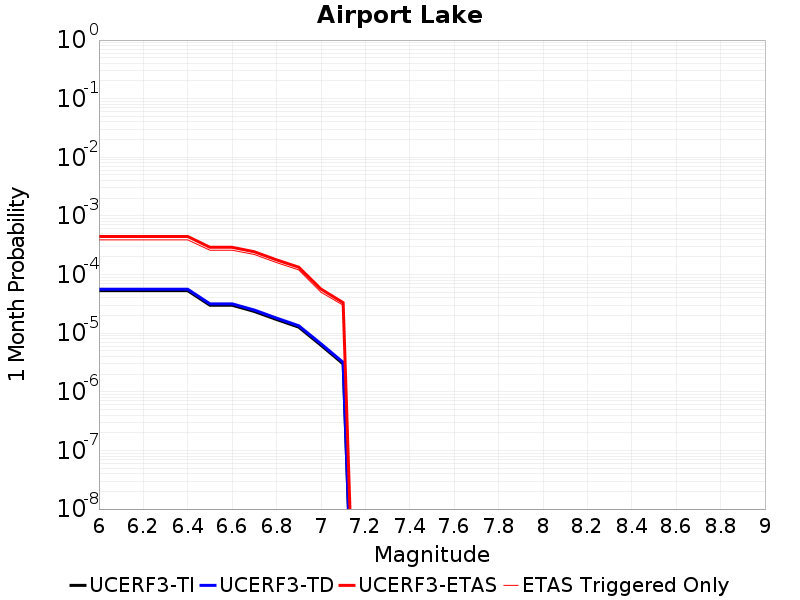 Airport Lake
10^0
10^-1
10^-2
10^-3
10^-4
10^-5
10^-6
10^-7
10^-8
1 Month Probability
6 6.2 6.4 6.6 6.8 7 7.2 7.4 7.6 7.8 8 8.2 8.4 8.6 8.8 9
Magnitude
UCERF3-TI UCERF3-TD UCERF3-ETAS ETAS Triggered Only